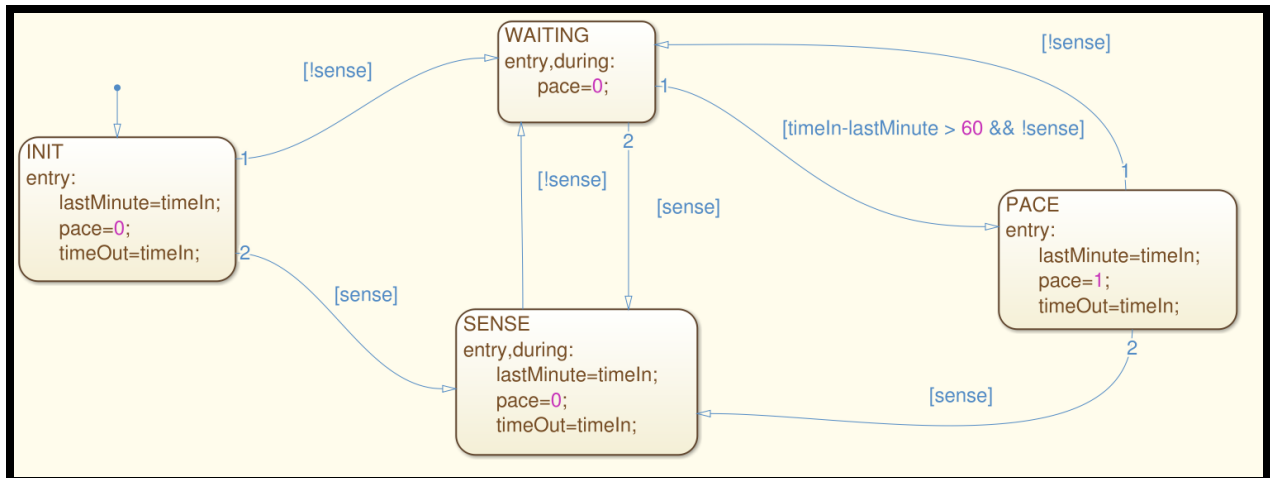 WAITING
entry,during:
pace=0;
[!sense]
[!sense]
1
[timeIn-lastMinute > 60 && !sense]
INIT
entry:
lastMinute=timeIn;
pace=0;
timeOut=timeIn;
1
2
2
[!sense]
[sense]
1
PACE
entry:
lastMinute=timeIn;
pace=1;
timeOut=timeIn;
[sense]
SENSE
entry,during:
lastMinute=timeIn;
pace=0;
timeOut=timeIn;
2
[sense]